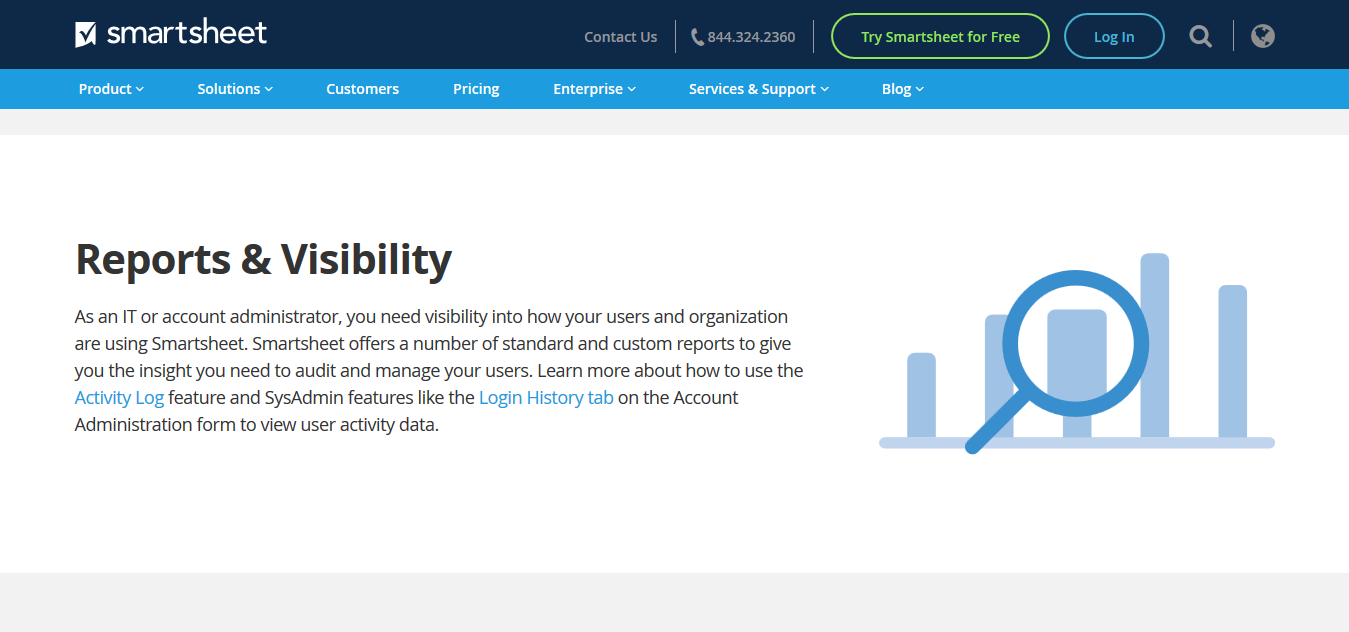 smartsheet
Contact Us
844.324.2360
Try Smartsheet for Free
Log In
Product
Solutions
Customers
Pricing
Enterprise
Services & Support
Blog
Reports & Visibility
As an IT or account administrator, you need visibility into how your users and organization
are using Smartsheet. Smartsheet offers a number of standard and custom reports to give
you the insight you need to audit and manage your users. Learn more about how to use the
Activity Log feature and SysAdmin features like the Login History tab on the Account
Administration form to view user activity data.